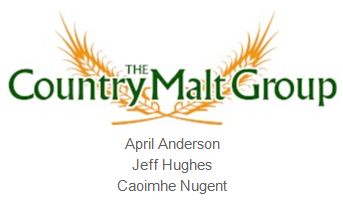 THE
Country Malt Group
April Anderson
Jeff Hughes
Caoimhe Nugent